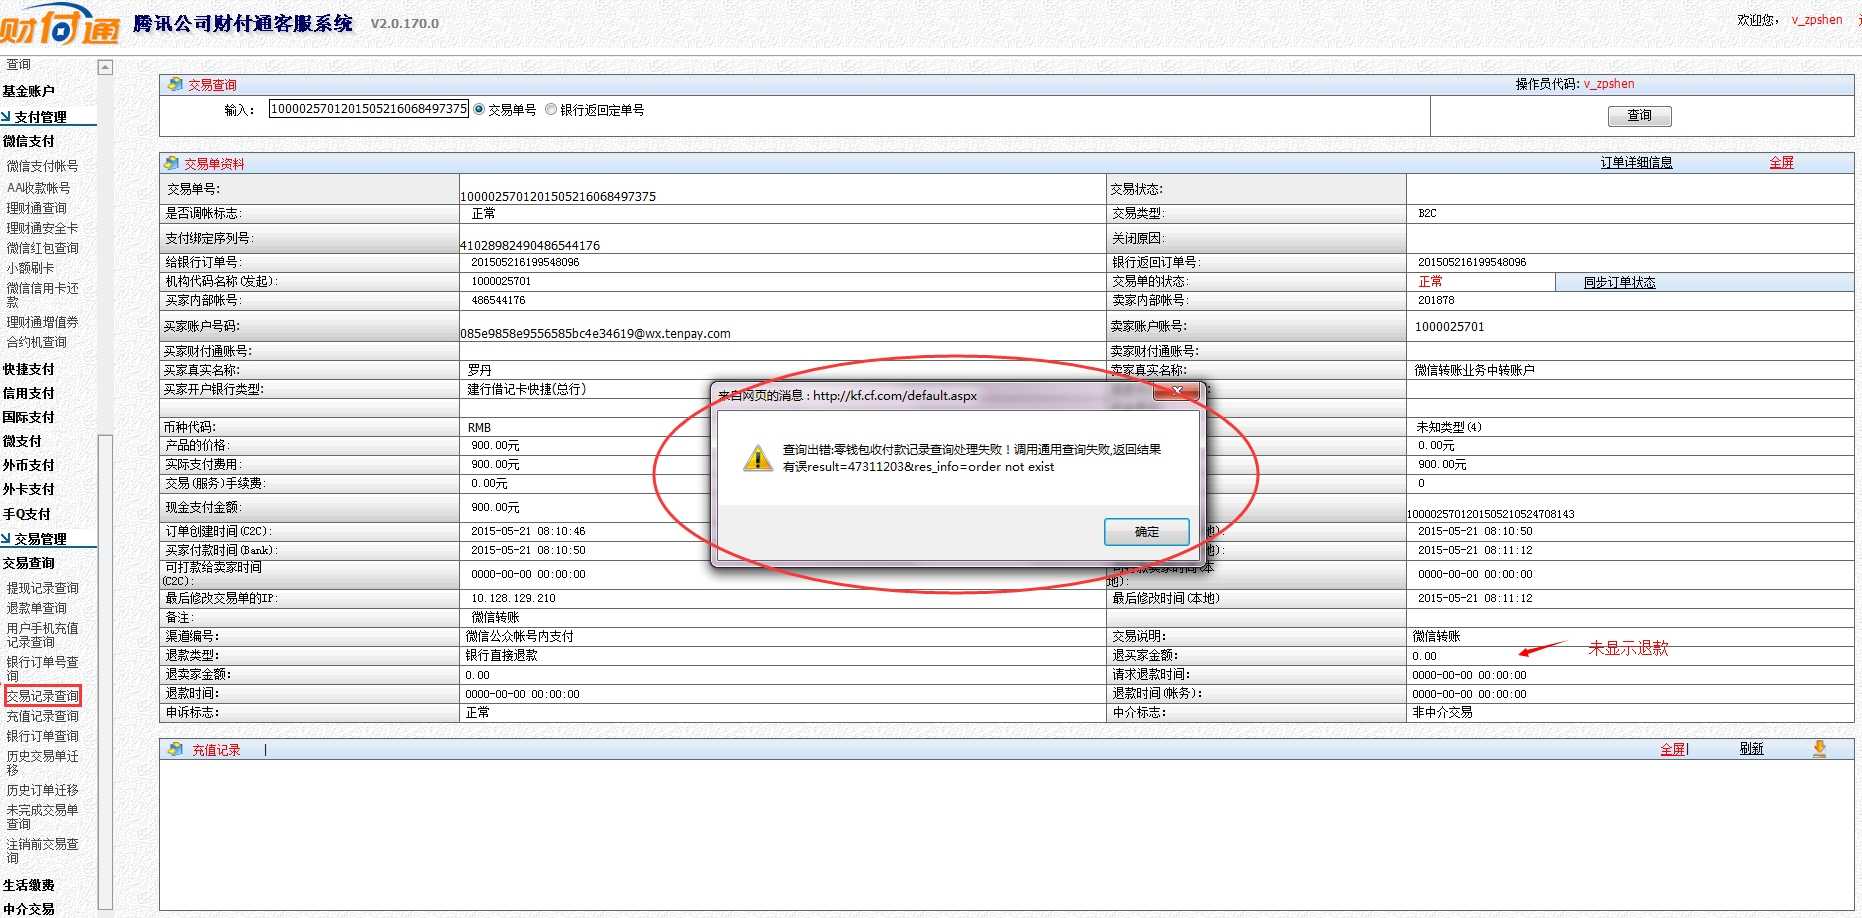 财付通 腾讯公司财付通客服系统 V2.0.170.0 欢迎您, v_zpshen
查询
基金账户
支付管理
微信支付
微信支付帐号
AA收款帐号
理财通查询
理财通安全卡
微信红包查询
小额刷卡
微信信用卡还
款
理财通增值券
合约机查询
快捷支付
信用支付
国际支付
微支付
外币支付
外卡支付
手Q支付
交易管理
交易查询
提现记录查询
退款单查询
用户手机充值
记录查询
银行订单号查
询
交易记录查询
充值记录查询
银行订单查询
历史交易单迁
移
历史订单迁移
未完成交易单
查询
注销前交易查
询
生活缴费
中介交易
交易查询 操作员代码: v_zpshen
输入: 1000025701201505216068497375 交易单号 银行返回定单号 查询
交易单资料 订单详细信息 全屏
交易单号: 1000025701201505216068497375 交易状态:
是否调帐标志: 正常 交易类型: B2C
支付绑定序列号: 41028982490486544176 关闭原因:
给银行订单号: 201505216199548096 银行返回订单号: 201505216199548096
机构代码名称(发起): 1000025701 交易单的状态: 正常 同步订单状态
买家内部帐号: 486544176 卖家内部帐号: 201878
买家账户号码: 085e9858e9556585bc4e34619@wx.tenpay.com 卖家账户账号: 1000025701
买家财付通账号: 卖家财付通账号:
买家真实名称: 罗丹 卖家真实名称: 微信转账业务中转账户
买家开户银行类型: 建行借记卡快捷(总行)
币种代码: RMB 未知类型(4)
产品的价格: 900.00元 0.00元
实际支付费用: 900.00元 900.00元
交易(服务)手续费: 0.00元 0
现金支付金额: 900.00元 1000025701201505210524708143
订单创建时间(C2C): 2015-05-21 08:10:46 地): 2015-05-21 08:10:50
买家付款时间(Bank): 2015-05-21 08:10:50 地): 2015-05-21 08:11:12
可打款给卖家时间
(C2C): 0000-00-00 00:00:00 地): 0000-00-00 00:00:00
最后修改交易单的IP: 10.128.129.210 最后修改时间(本地) 2015-05-21 08:11:12
备注: 微信转账
渠道编号: 微信公众帐号内支付 交易说明: 微信转账
退款类型: 银行直接退款 退买家金额: 0.00 未显示退款
退卖家金额: 0.00 请求退款时间: 0000-00-00 00:00:00
退款时间: 0000-00-00 00:00:00 退款时间(帐务): 0000-00-00 00:00:00
申诉标志: 正常 中介标志: 非中介交易
来自网页的消息 : http://kf.cf.com/default.aspx
查询出错:零钱包收付款记录查询处理失败！调用通用查询失败,返回结果
有误result=47311203&res_info=order not exist
确定
充值记录 | 全屏| 刷新